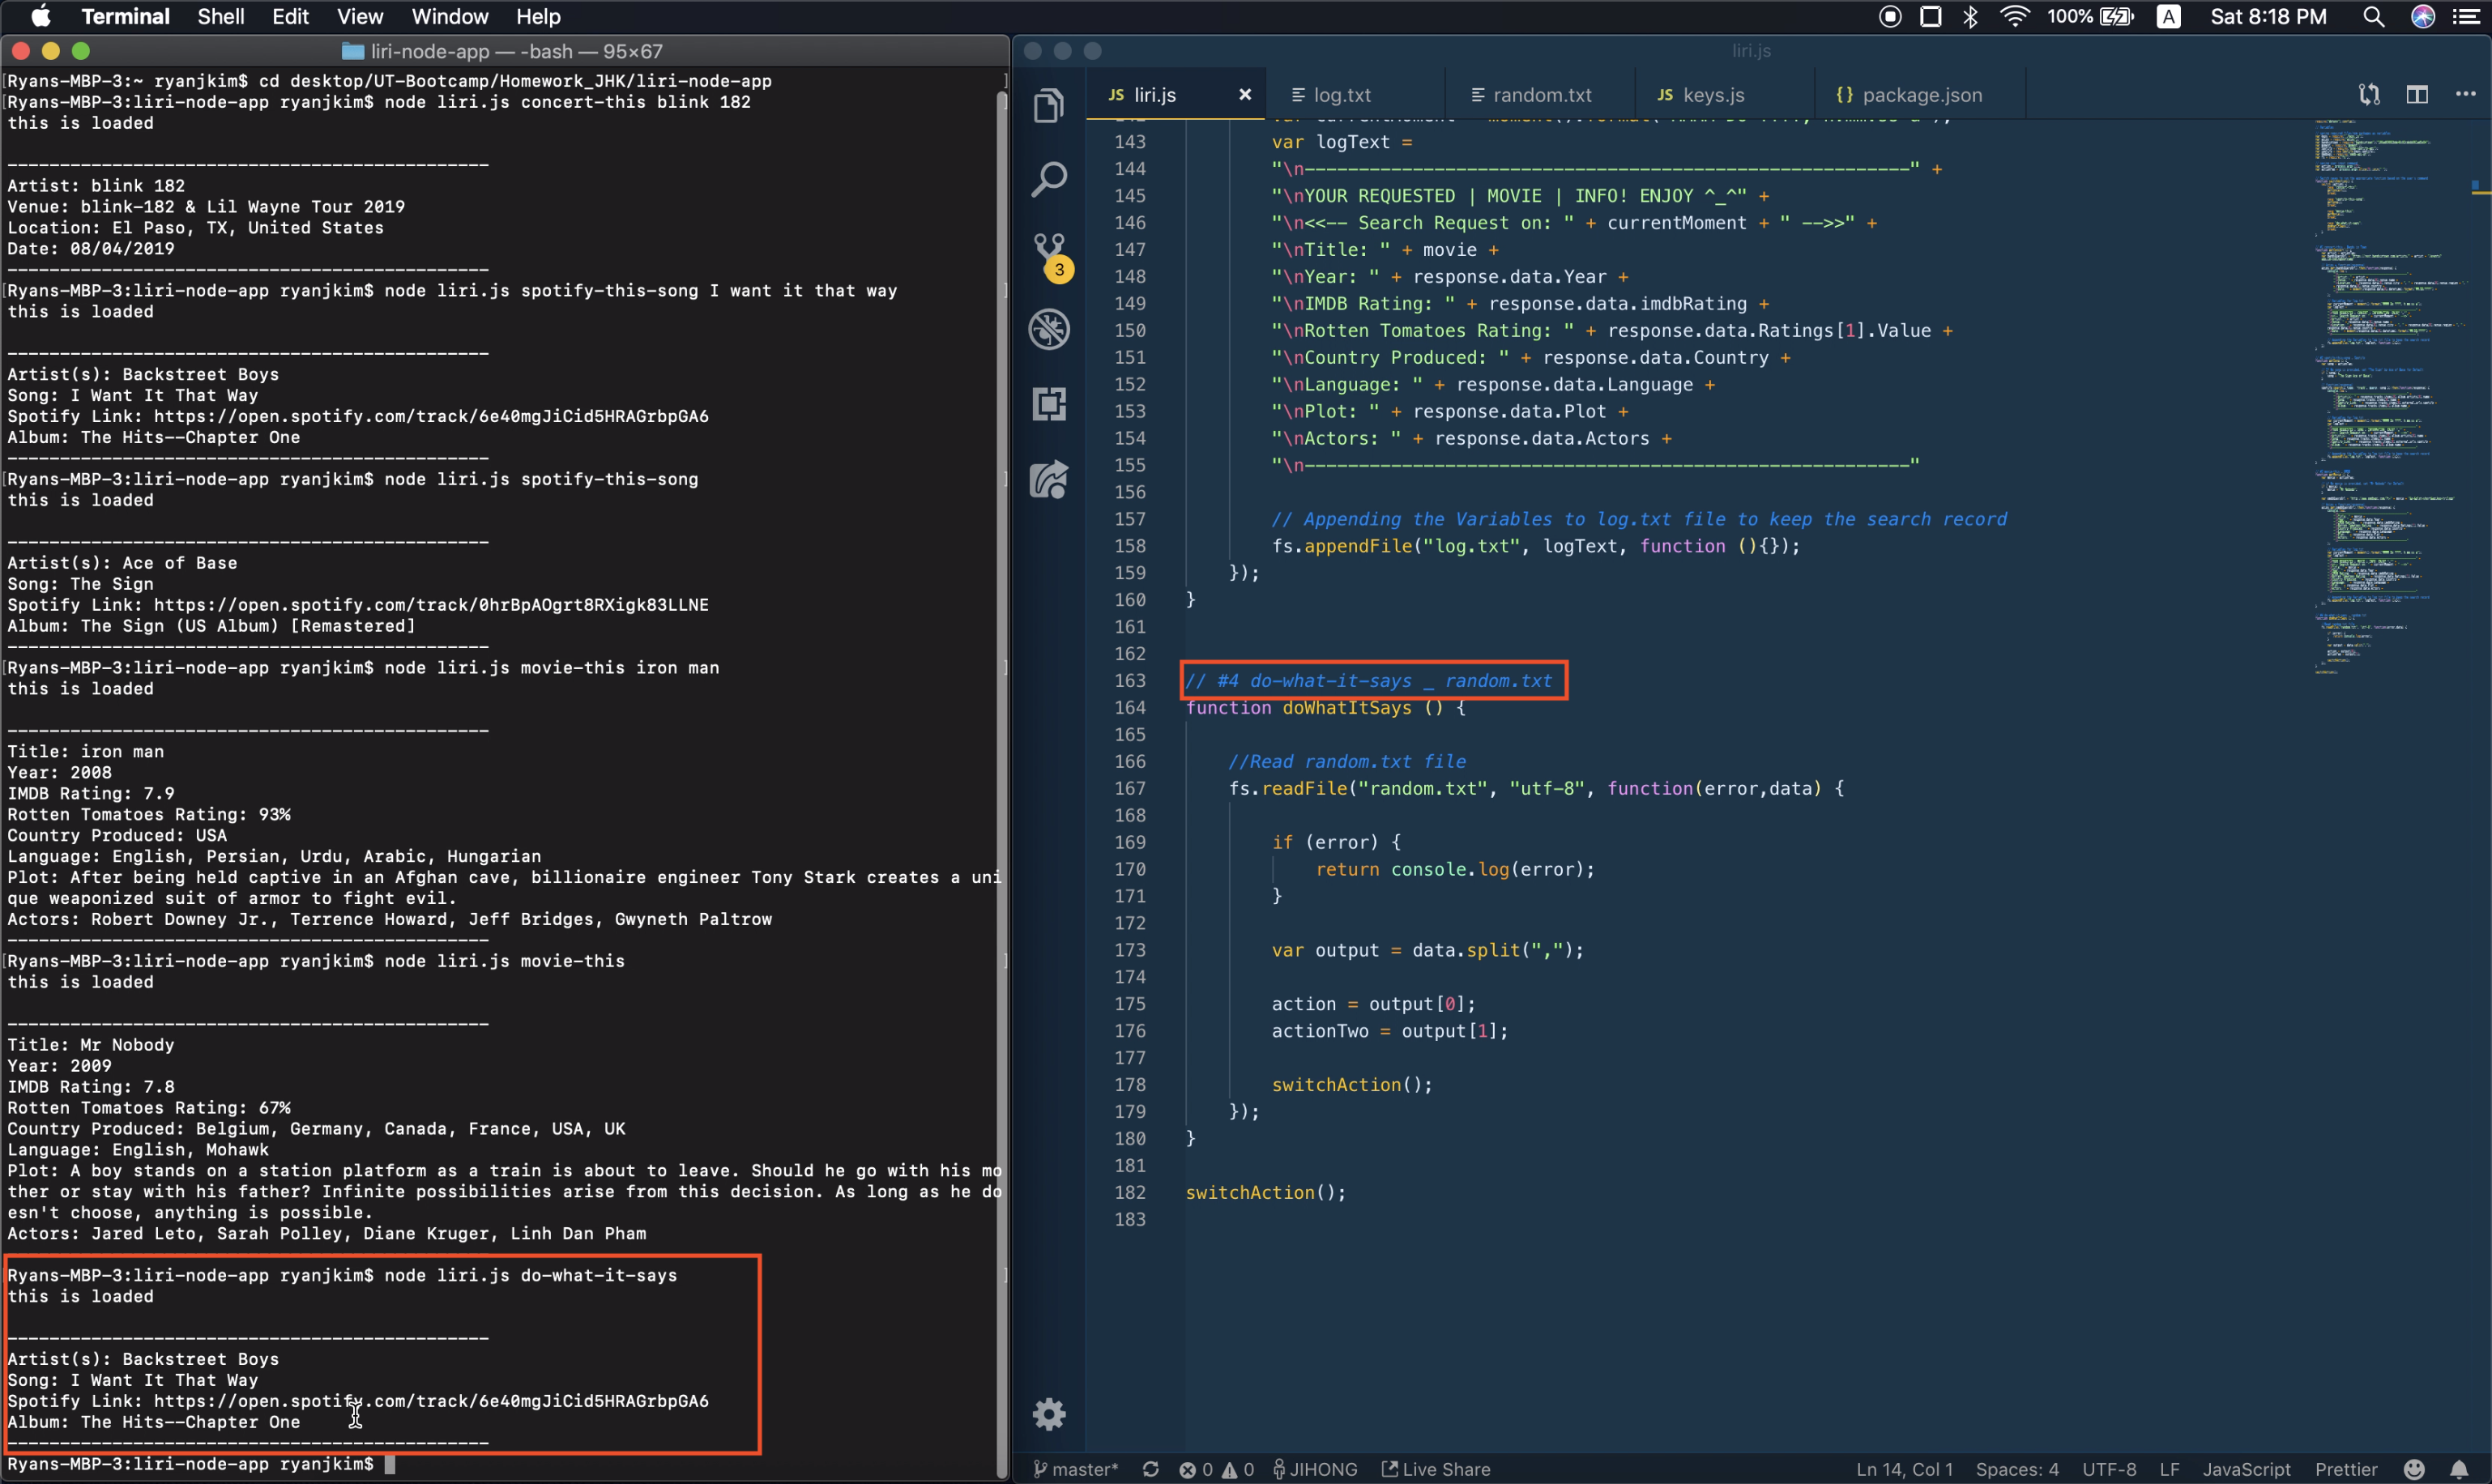 Terminal Shell Edit View Window Help 100% A Sat 8:18 PM
liri-node-app — -bash — 95×67
[Ryans-MBP-3:~ ryanjkim$ cd desktop/UT-Bootcamp/Homework_JHK/liri-node-app ]
[Ryans-MBP-3:liri-node-app ryanjkim$ node liri.js concert-this blink 182
this is loaded
----------------------------------------------
Artist: blink 182
Venue: blink-182 & Lil Wayne Tour 2019
Location: El Paso, TX, United States
Date: 08/04/2019
----------------------------------------------
[Ryans-MBP-3:liri-node-app ryanjkim$ node liri.js spotify-this-song I want it that way ]
this is loaded
----------------------------------------------
Artist(s): Backstreet Boys
Song: I Want It That Way
Spotify Link: https://open.spotify.com/track/6e40mgJiCid5HRAGrbpGA6
Album: The Hits--Chapter One
----------------------------------------------
[Ryans-MBP-3:liri-node-app ryanjkim$ node liri.js spotify-this-song ]
this is loaded
----------------------------------------------
Artist(s): Ace of Base
Song: The Sign
Spotify Link: https://open.spotify.com/track/0hrBpAOgrt8RXigk83LLNE
Album: The Sign (US Album) [Remastered]
----------------------------------------------
[Ryans-MBP-3:liri-node-app ryanjkim$ node liri.js movie-this iron man ]
this is loaded
----------------------------------------------
Title: iron man
Year: 2008
IMDB Rating: 7.9
Rotten Tomatoes Rating: 93%
Country Produced: USA
Language: English, Persian, Urdu, Arabic, Hungarian
Plot: After being held captive in an Afghan cave, billionaire engineer Tony Stark creates a uni
que weaponized suit of armor to fight evil.
Actors: Robert Downey Jr., Terrence Howard, Jeff Bridges, Gwyneth Paltrow
----------------------------------------------
[Ryans-MBP-3:liri-node-app ryanjkim$ node liri.js movie-this ]
this is loaded
----------------------------------------------
Title: Mr Nobody
Year: 2009
IMDB Rating: 7.8
Rotten Tomatoes Rating: 67%
Country Produced: Belgium, Germany, Canada, France, USA, UK
Language: English, Mohawk
Plot: A boy stands on a station platform as a train is about to leave. Should he go with his mo
ther or stay with his father? Infinite possibilities arise from this decision. As long as he do
esn't choose, anything is possible.
Actors: Jared Leto, Sarah Polley, Diane Kruger, Linh Dan Pham
[Ryans-MBP-3:liri-node-app ryanjkim$ node liri.js do-what-it-says ]
this is loaded
----------------------------------------------
Artist(s): Backstreet Boys
Song: I Want It That Way
Spotify Link: https://open.spotify.com/track/6e40mgJiCid5HRAGrbpGA6
Album: The Hits--Chapter One
----------------------------------------------
Ryans-MBP-3:liri-node-app ryanjkim$
liri.js
JS liri.js × log.txt random.txt JS keys.js {} package.json
3
143 var logText =
144 "\n--------------------------------------------------------" +
145 "\nYOUR REQUESTED | MOVIE | INFO! ENJOY ^_^" +
146 "\n<<-- Search Request on: " + currentMoment + " -->>" +
147 "\nTitle: " + movie +
148 "\nYear: " + response.data.Year +
149 "\nIMDB Rating: " + response.data.imdbRating +
150 "\nRotten Tomatoes Rating: " + response.data.Ratings[1].Value +
151 "\nCountry Produced: " + response.data.Country +
152 "\nLanguage: " + response.data.Language +
153 "\nPlot: " + response.data.Plot +
154 "\nActors: " + response.data.Actors +
155 "\n--------------------------------------------------------"
156
157 // Appending the Variables to log.txt file to keep the search record
158 fs.appendFile("log.txt", logText, function (){});
159 });
160 }
161
162
163 // #4 do-what-it-says _ random.txt
164 function doWhatItSays () {
165
166 //Read random.txt file
167 fs.readFile("random.txt", "utf-8", function(error,data) {
168
169 if (error) {
170 return console.log(error);
171 }
172
173 var output = data.split(",");
174
175 action = output[0];
176 actionTwo = output[1];
177
178 switchAction();
179 });
180 }
181
182 switchAction();
183
master* 0 0 JIHONG Live Share Ln 14, Col 1 Spaces: 4 UTF-8 LF JavaScript Prettier